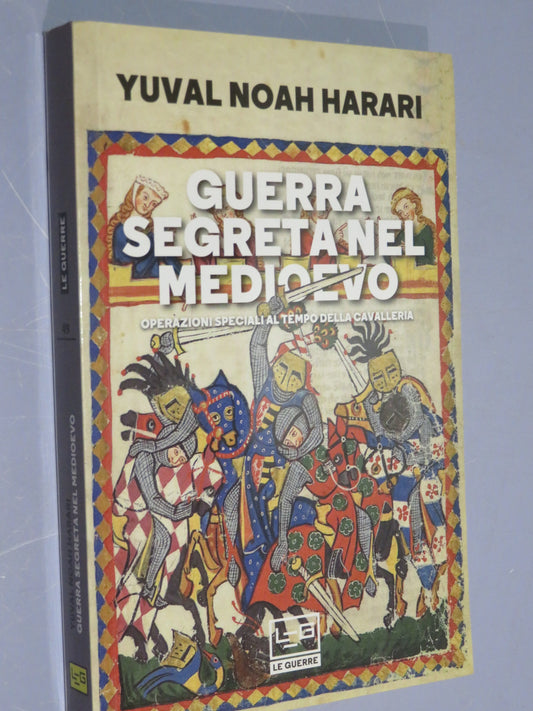 YUVAL NOAH HARARI
GUERRA
SEGRETA NEL
MEDIOEVO
OPERAZIONI SPECIALI AL TEMPO DELLA CAVALLERIA
LEG
LE GUERRE
LE GUERRE
GUERRA SEGRETA NEL MEDIOEVO